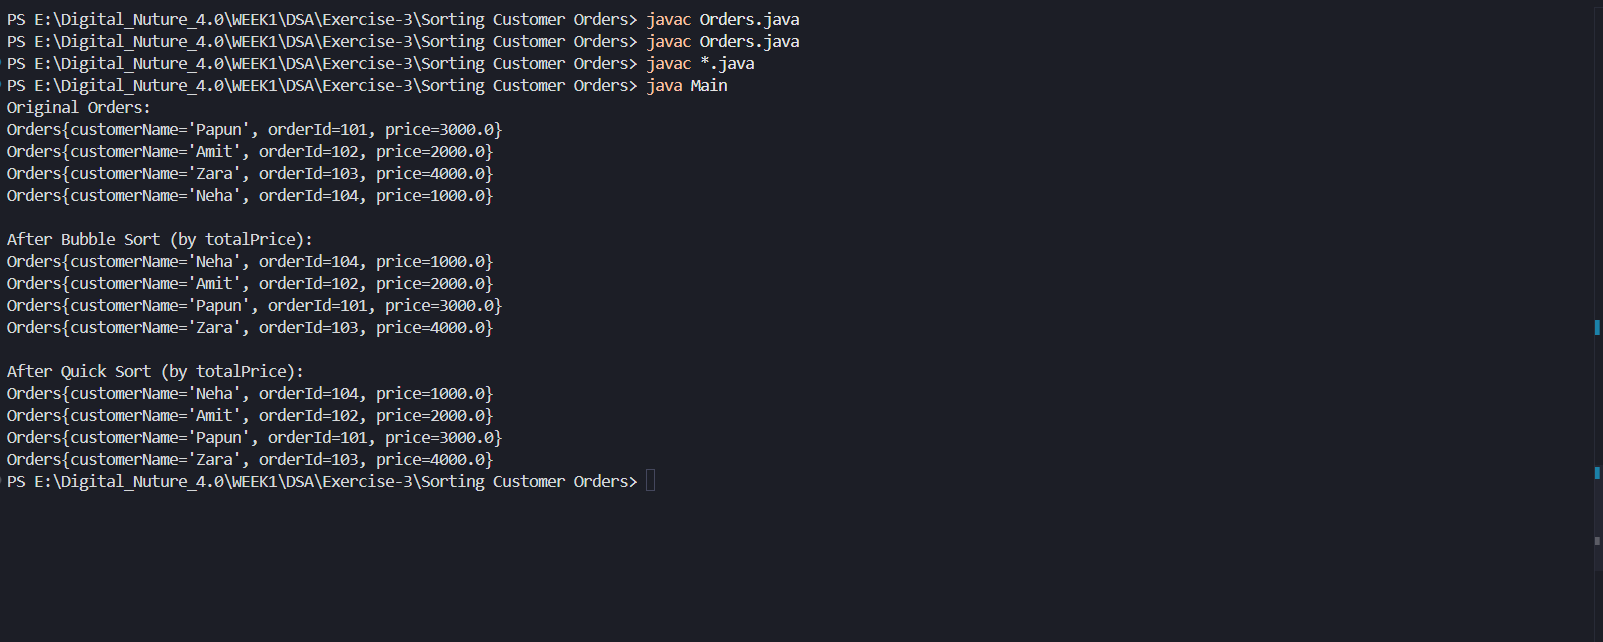 PS E:\Digital_Nuture_4.0\WEEK1\DSA\Exercise-3\Sorting Customer Orders> javac Orders.java
PS E:\Digital_Nuture_4.0\WEEK1\DSA\Exercise-3\Sorting Customer Orders> javac Orders.java
PS E:\Digital_Nuture_4.0\WEEK1\DSA\Exercise-3\Sorting Customer Orders> javac *.java
PS E:\Digital_Nuture_4.0\WEEK1\DSA\Exercise-3\Sorting Customer Orders> java Main
Original Orders:
Orders{customerName='Papun', orderId=101, price=3000.0}
Orders{customerName='Amit', orderId=102, price=2000.0}
Orders{customerName='Zara', orderId=103, price=4000.0}
Orders{customerName='Neha', orderId=104, price=1000.0}

After Bubble Sort (by totalPrice):
Orders{customerName='Neha', orderId=104, price=1000.0}
Orders{customerName='Amit', orderId=102, price=2000.0}
Orders{customerName='Papun', orderId=101, price=3000.0}
Orders{customerName='Zara', orderId=103, price=4000.0}

After Quick Sort (by totalPrice):
Orders{customerName='Neha', orderId=104, price=1000.0}
Orders{customerName='Amit', orderId=102, price=2000.0}
Orders{customerName='Papun', orderId=101, price=3000.0}
Orders{customerName='Zara', orderId=103, price=4000.0}
PS E:\Digital_Nuture_4.0\WEEK1\DSA\Exercise-3\Sorting Customer Orders>